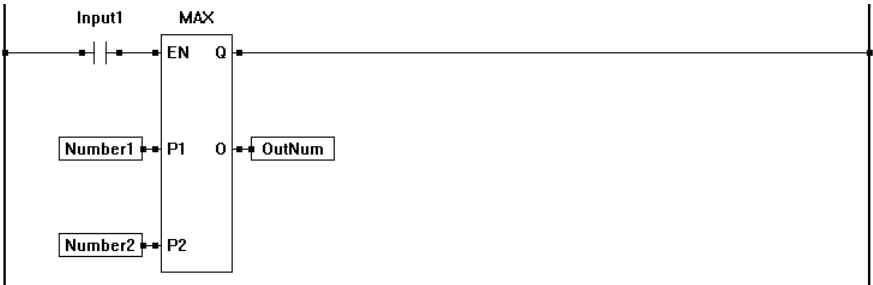 Input1 MAX
EN Q
Number1 P1 O OutNum
Number2 P2